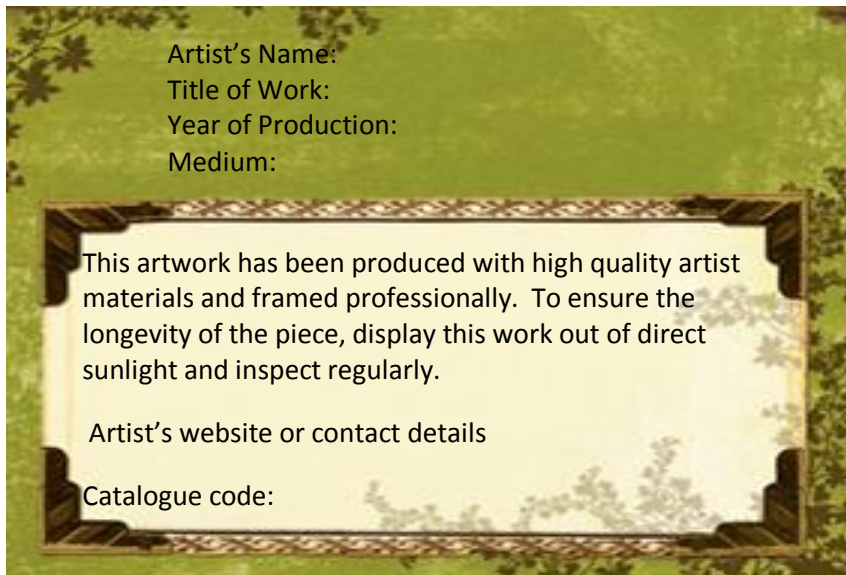 Artist’s Name:
Title of Work:
Year of Production:
Medium:
This artwork has been produced with high quality artist
materials and framed professionally.  To ensure the
longevity of the piece, display this work out of direct
sunlight and inspect regularly.
Artist’s website or contact details
Catalogue code: